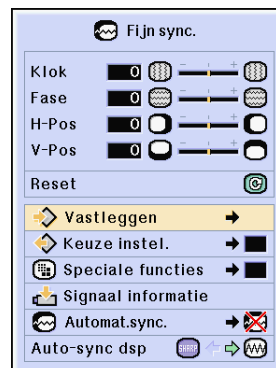 Fijn sync.
Klok 0 - +
Fase 0 - +
H-Pos 0 - +
V-Pos 0 - +
Reset
Vastleggen
Keuze instel.
Speciale functies
Signaal informatie
Automat.sync.
Auto-sync dsp SHARP